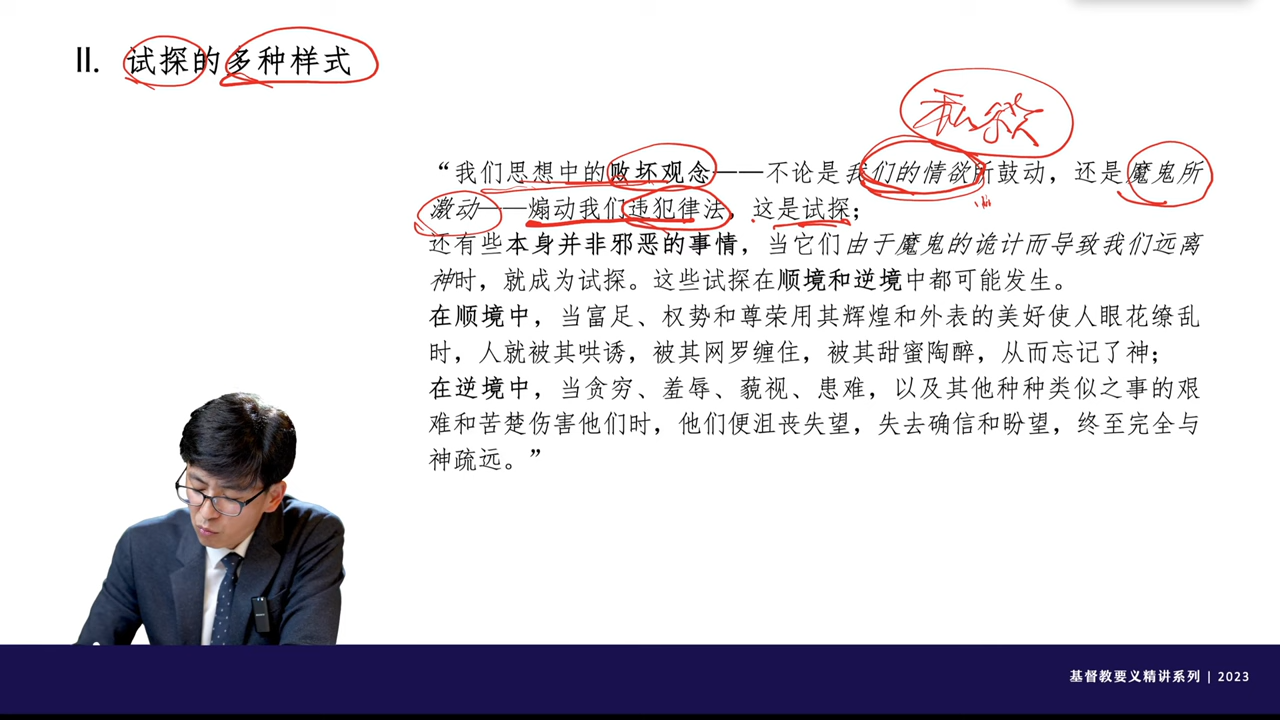 II. 试探的多种样式
私欲
“我们思想中的败坏观念——不论是我们的情欲所鼓动，还是魔鬼所
激动——煽动我们违犯律法，这是试探；
还有些本身并非邪恶的事情，当它们由于魔鬼的诡计而导致我们远离
神时，就成为试探。这些试探在顺境和逆境中都可能发生。
在顺境中，当富足、权势和尊荣用其辉煌和外表的美好使人眼花缭乱
时，人就被其哄诱，被其网罗缠住，被其甜蜜陶醉，从而忘记了神；
在逆境中，当贪穷、羞辱、藐视、患难，以及其他种种类似之事的艰
难和苦楚伤害他们时，他们便沮丧失望，失去确信和盼望，终至完全与
神疏远。”
基督教要义精讲系列 | 2023